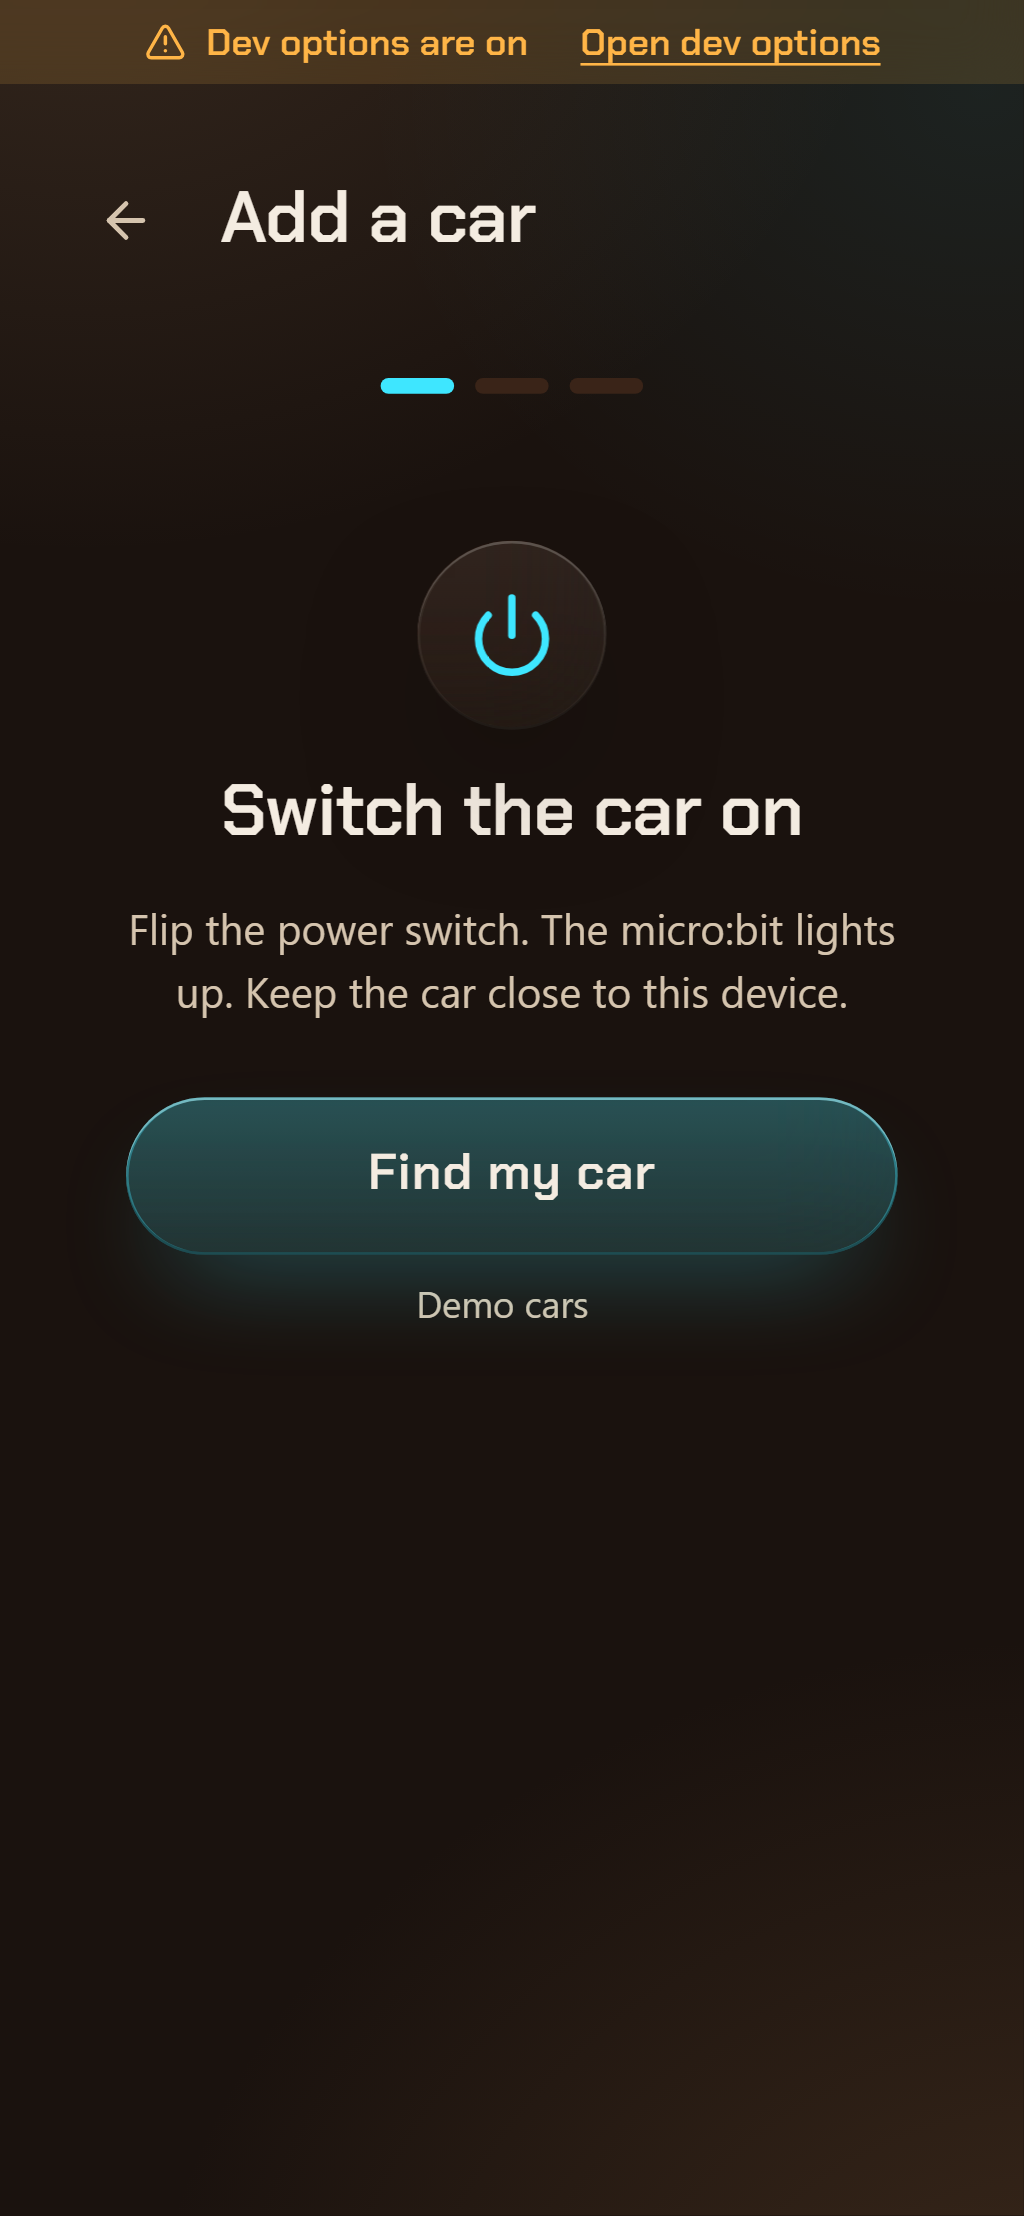 Dev options are on Open dev options
Add a car
Switch the car on
Flip the power switch. The micro:bit lights
up. Keep the car close to this device.
Find my car
Demo cars